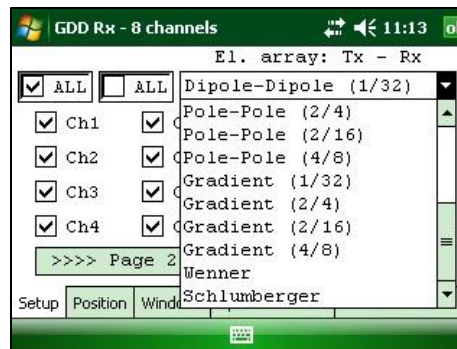 GDD Rx - 8 channels 11:13
El. array: Tx - Rx
ALL ALL Dipole-Dipole (1/32)
Ch1 Pole-Pole (2/4)
Pole-Pole (2/16)
Ch2 Pole-Pole (4/8)
Gradient (1/32)
Ch3 Gradient (2/4)
Gradient (2/16)
Ch4 Gradient (4/8)
>>>> Page 2 Wenner
Setup Position Schlumberger